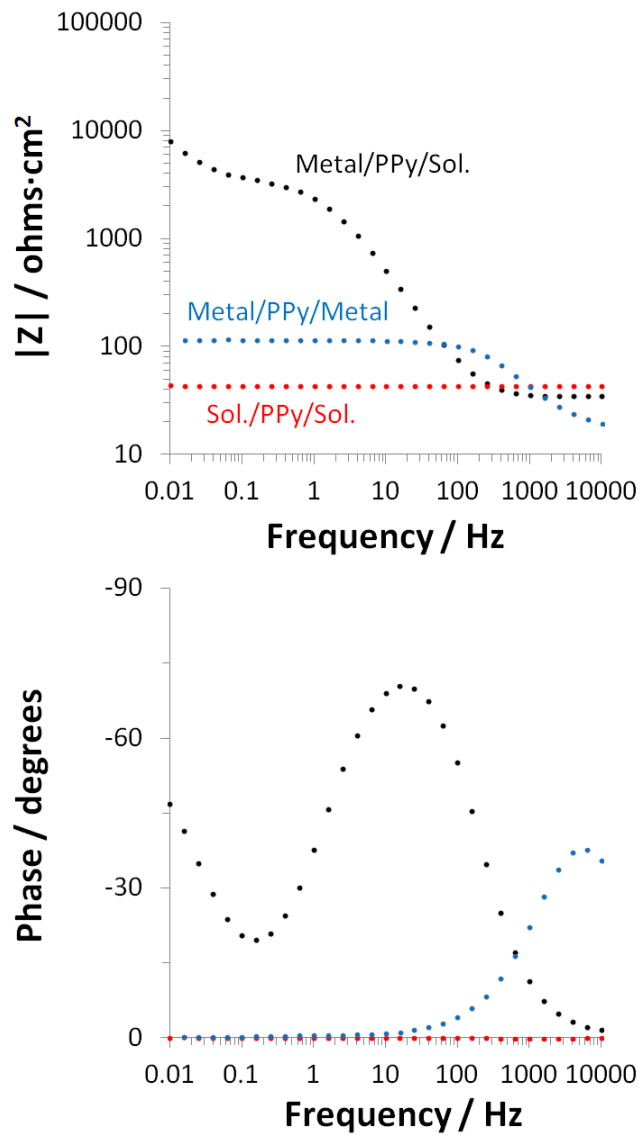 100000
10000
1000
100
10
|Z| / ohms·cm²
Metal/PPy/Sol.
Metal/PPy/Metal
Sol./PPy/Sol.
0.01 0.1 1 10 100 1000 10000
Frequency / Hz
-90
-60
-30
0
Phase / degrees
0.01 0.1 1 10 100 1000 10000
Frequency / Hz